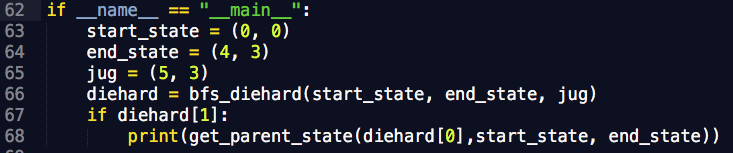 62 if __name__ == "__main__":
63     start_state = (0, 0)
64     end_state = (4, 3)
65     jug = (5, 3)
66     diehard = bfs_diehard(start_state, end_state, jug)
67     if diehard[1]:
68         print(get_parent_state(diehard[0],start_state, end_state))